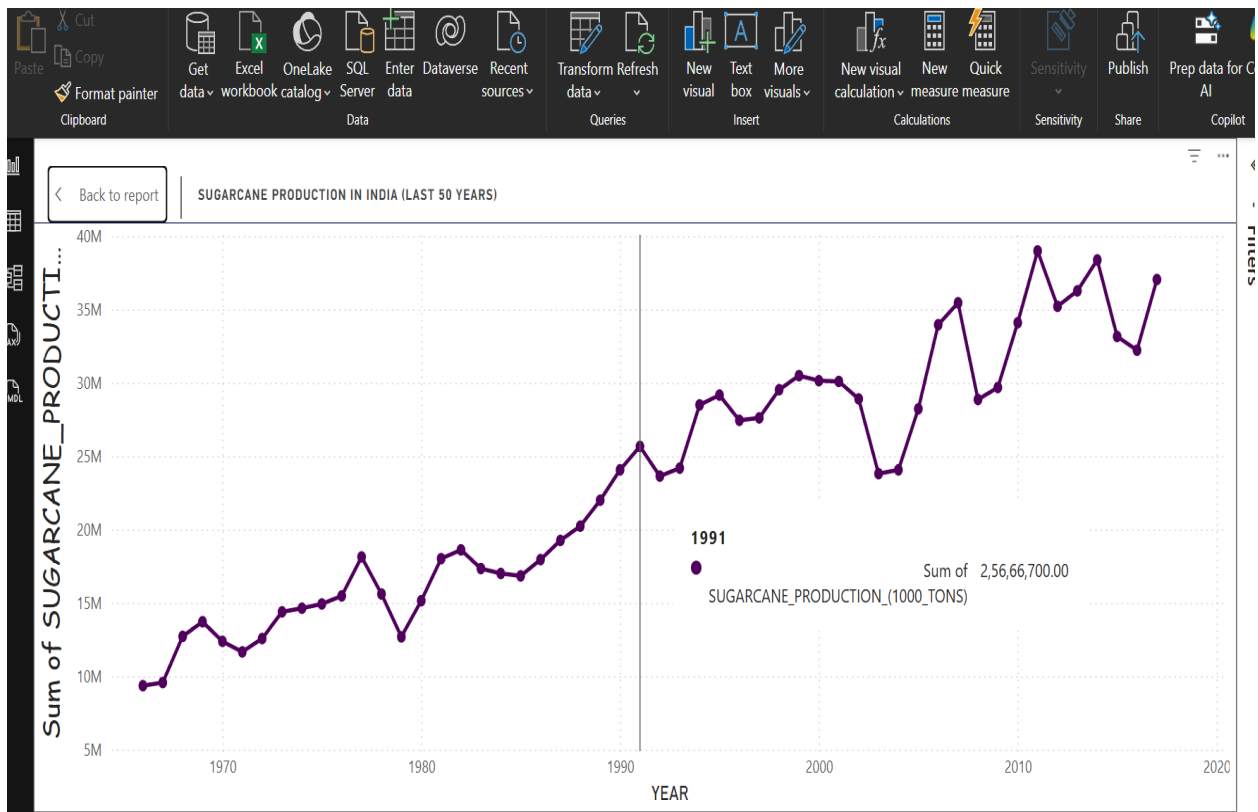 Paste
Cut
Copy
Format painter
Clipboard
Get data
Excel workbook
OneLake catalog
SQL Server
Enter data
Dataverse
Recent sources
Data
Transform data
Refresh
Queries
New visual
Text box
More visuals
Insert
New visual calculation
New measure
Quick measure
Calculations
Sensitivity
Sensitivity
Publish
Share
Prep data for AI
Copilot
Back to report
SUGARCANE PRODUCTION IN INDIA (LAST 50 YEARS)
Filters
Sum of SUGARCANE_PRODUCTI...
40M
35M
30M
25M
20M
15M
10M
5M
1991
Sum of 2,56,66,700.00
SUGARCANE_PRODUCTION_(1000_TONS)
1970
1980
1990
2000
2010
2020
YEAR